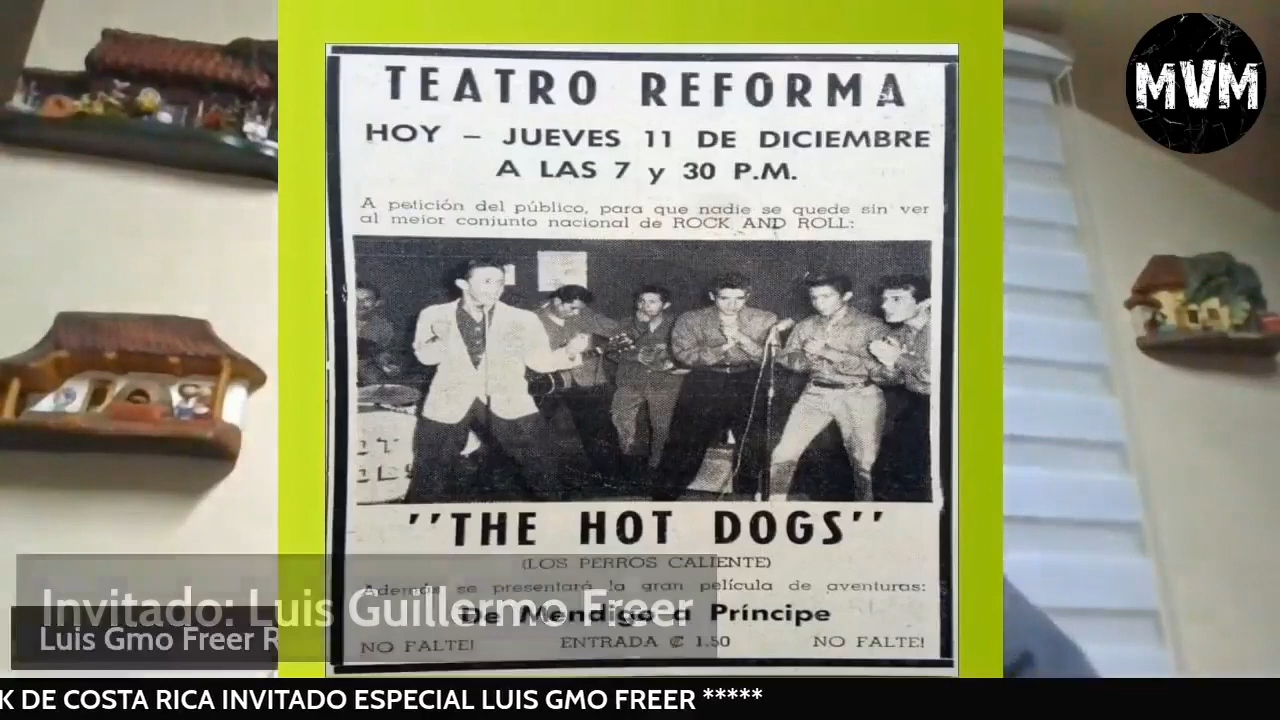 MVM
TEATRO REFORMA
HOY – JUEVES 11 DE DICIEMBRE
A LAS 7 y 30 P.M.
A petición del público, para que nadie se quede sin ver
al mejor conjunto nacional de ROCK AND ROLL:
"THE HOT DOGS"
(LOS PERROS CALIENTE)
Además se presentará la gran película de aventuras:
De Mendigo a Príncipe
NO FALTE! ENTRADA ₡ 1.50 NO FALTE!
Invitado: Luis Guillermo Freer
Luis Gmo Freer R
K DE COSTA RICA INVITADO ESPECIAL LUIS GMO FREER *****